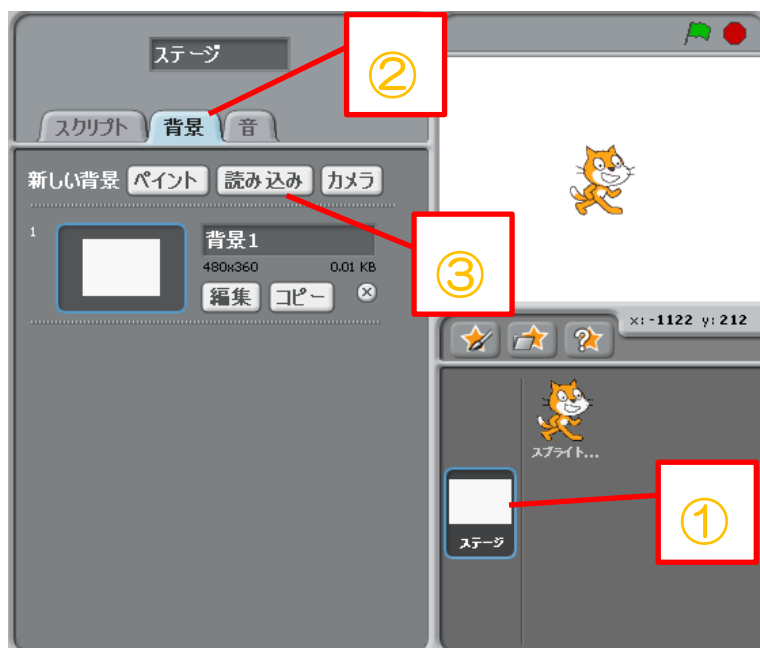 ステージ
②
スクリプト 背景 音
新しい背景 ペイント 読み込み カメラ
1
背景1
480x360 0.01 KB
編集 コピー
③
x: -1122 y: 212
スプライト...
ステージ
①